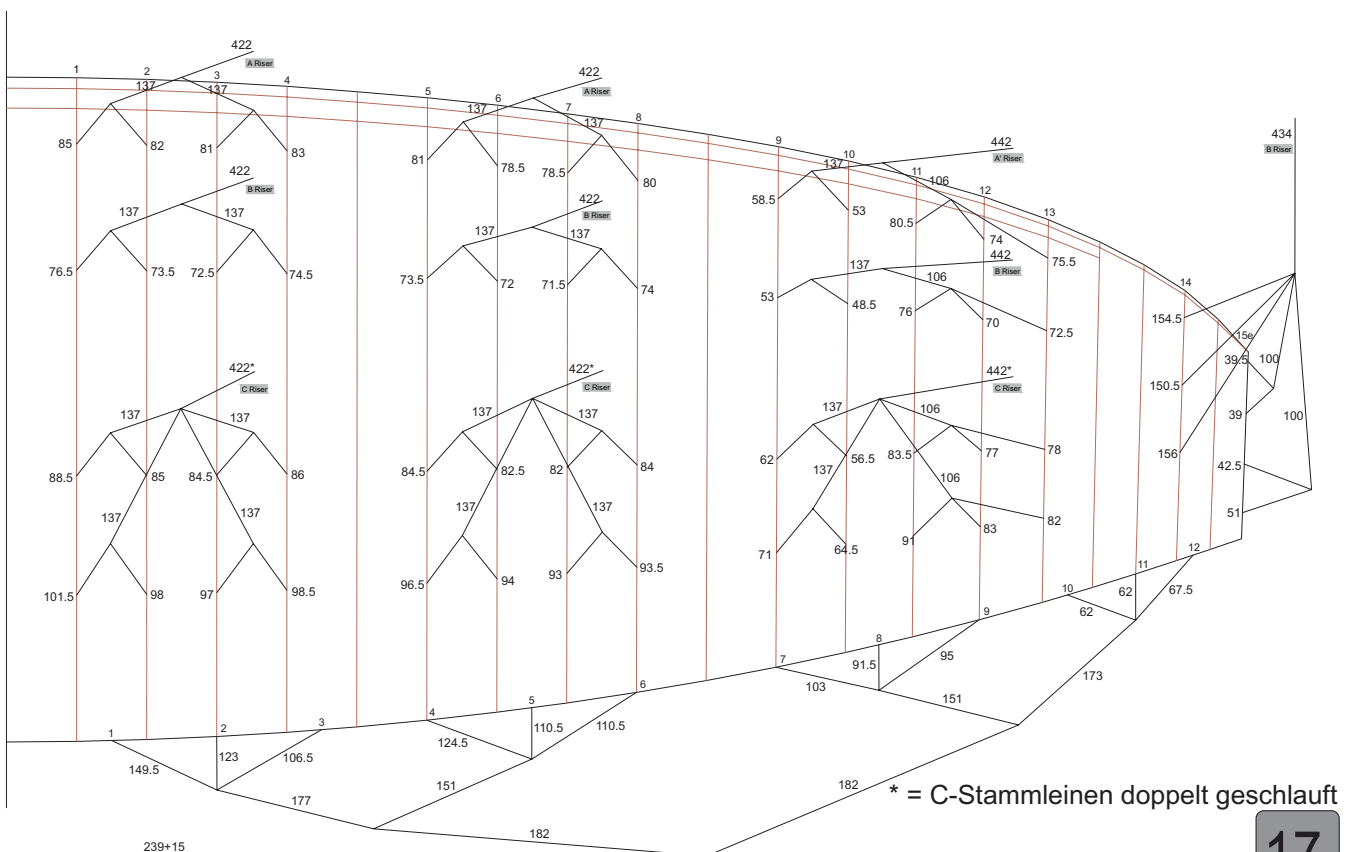 422
A Riser
1 2 3 4
137 137
85 82 81 83
422
A Riser
5 6 7 8
137 137
81 78.5 78.5 80
442
A' Riser
9 10 11 12 13
137 106
58.5 53 80.5 74 75.5
434
B Riser
422
B Riser
137 137
76.5 73.5 72.5 74.5
422
B Riser
137 137
73.5 72 71.5 74
442
B Riser
137 106
53 48.5 76 70 72.5
14
154.5
15e
39.5 100
150.5
39 100
156
42.5
51
422*
C Riser
137 137
88.5 85 84.5 86
137 137
101.5 98 97 98.5
422*
C Riser
137 137
84.5 82.5 82 84
137 137
96.5 94 93 93.5
442*
C Riser
137 106
62 56.5 83.5 77 78
137 106
71 64.5 91 83 82
1 2 3
149.5 123 106.5
4 5 6
124.5 110.5 110.5
7 8 9
103 91.5 95
10 11 12
62 62 67.5
177 151 151 173
182 182
239+15
* = C-Stammleinen doppelt geschlauft
17